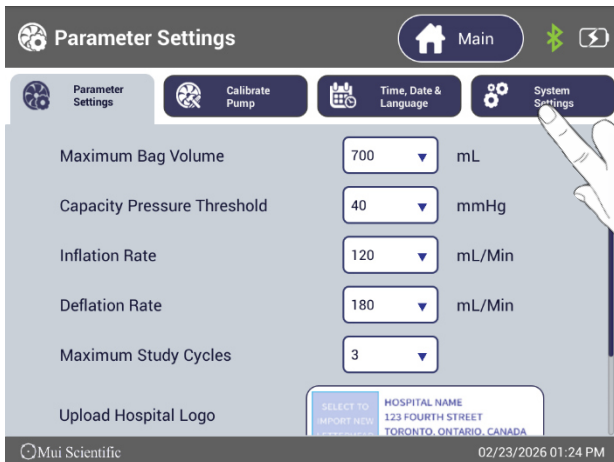 Parameter Settings
Main
Parameter
Settings
Calibrate
Pump
Time, Date &
Language
System
Settings
Maximum Bag Volume
700
mL
Capacity Pressure Threshold
40
mmHg
Inflation Rate
120
mL/Min
Deflation Rate
180
mL/Min
Maximum Study Cycles
3
Upload Hospital Logo
SELECT TO
IMPORT NEW
LETTERHEAD
HOSPITAL NAME
123 FOURTH STREET
TORONTO, ONTARIO, CANADA
Mui Scientific
02/23/2026 01:24 PM